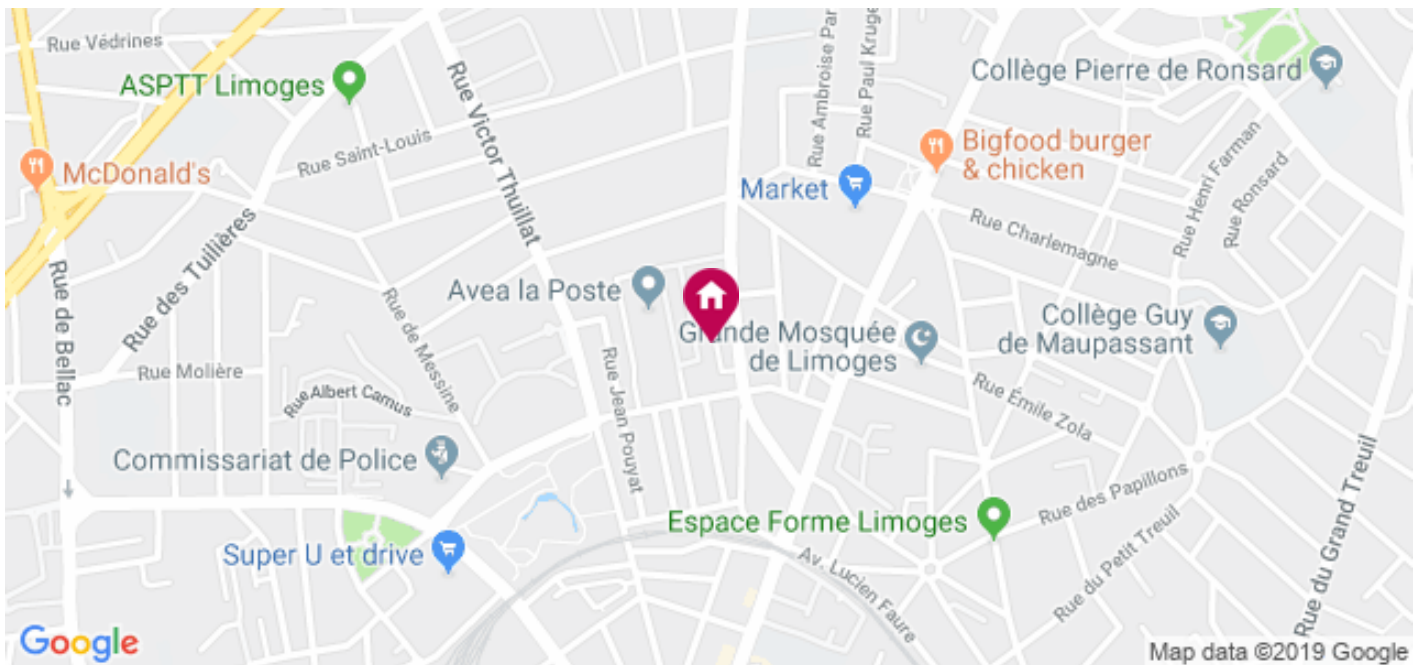 Rue Védrines
ASPTT Limoges
Rue Victor Thuillat
Rue Ambroise Par
Rue Paul Kruge
Collège Pierre de Ronsard
Rue Saint-Louis
McDonald's
Bigfood burger
& chicken
Market
Rue Henri Farman
Rue Ronsard
Rue Charlemagne
Rue des Tuilières
Rue de Bellac
Avea la Poste
Rue de Messine
Grande Mosquée
de Limoges
Collège Guy
de Maupassant
Rue Molière
Rue Albert Camus
Rue Jean Pouyat
Rue Émile Zola
Commissariat de Police
Rue des Papillons
Rue du Grand Treuil
Espace Forme Limoges
Super U et drive
Av. Lucien Faure
Rue du Petit Treuil
Google
Map data ©2019 Google